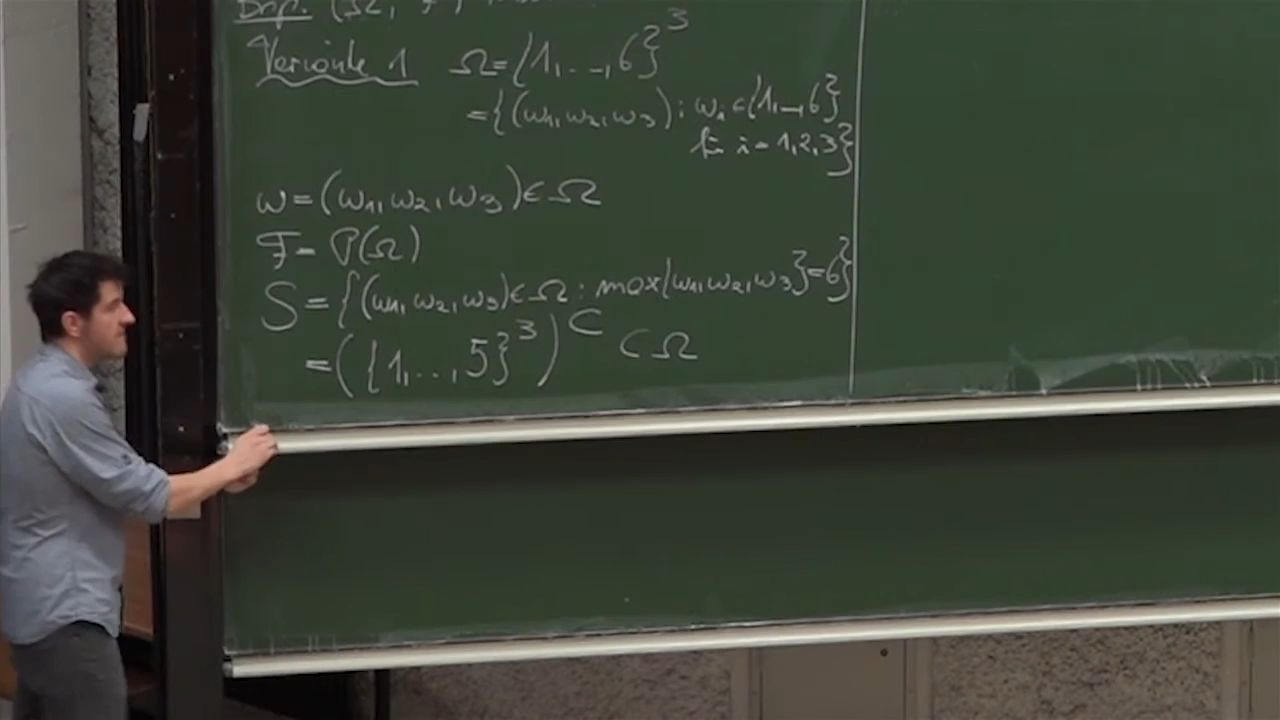 Variante 1 Ω={1,..,6}³
={(ω₁,ω₂,ω₃): ωᵢ∈{1,..,6}
für i=1,2,3}
ω=(ω₁,ω₂,ω₃)∈Ω
F=P(Ω)
S={(ω₁,ω₂,ω₃)∈Ω: max{ω₁,ω₂,ω₃}=6}
=({1,..,5}³)ᶜ ⊂Ω